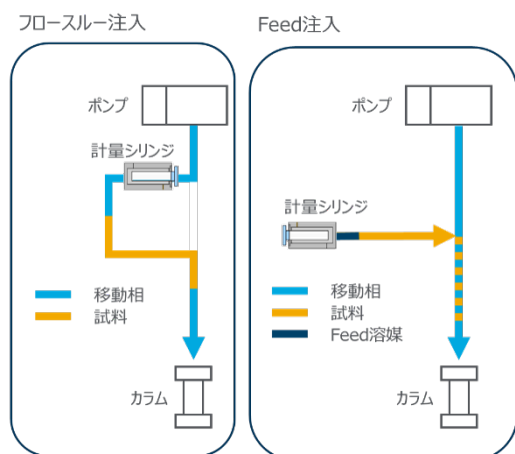 フロースルー注入
ポンプ
計量シリンジ
移動相
試料
カラム
Feed注入
ポンプ
計量シリンジ
移動相
試料
Feed溶媒
カラム